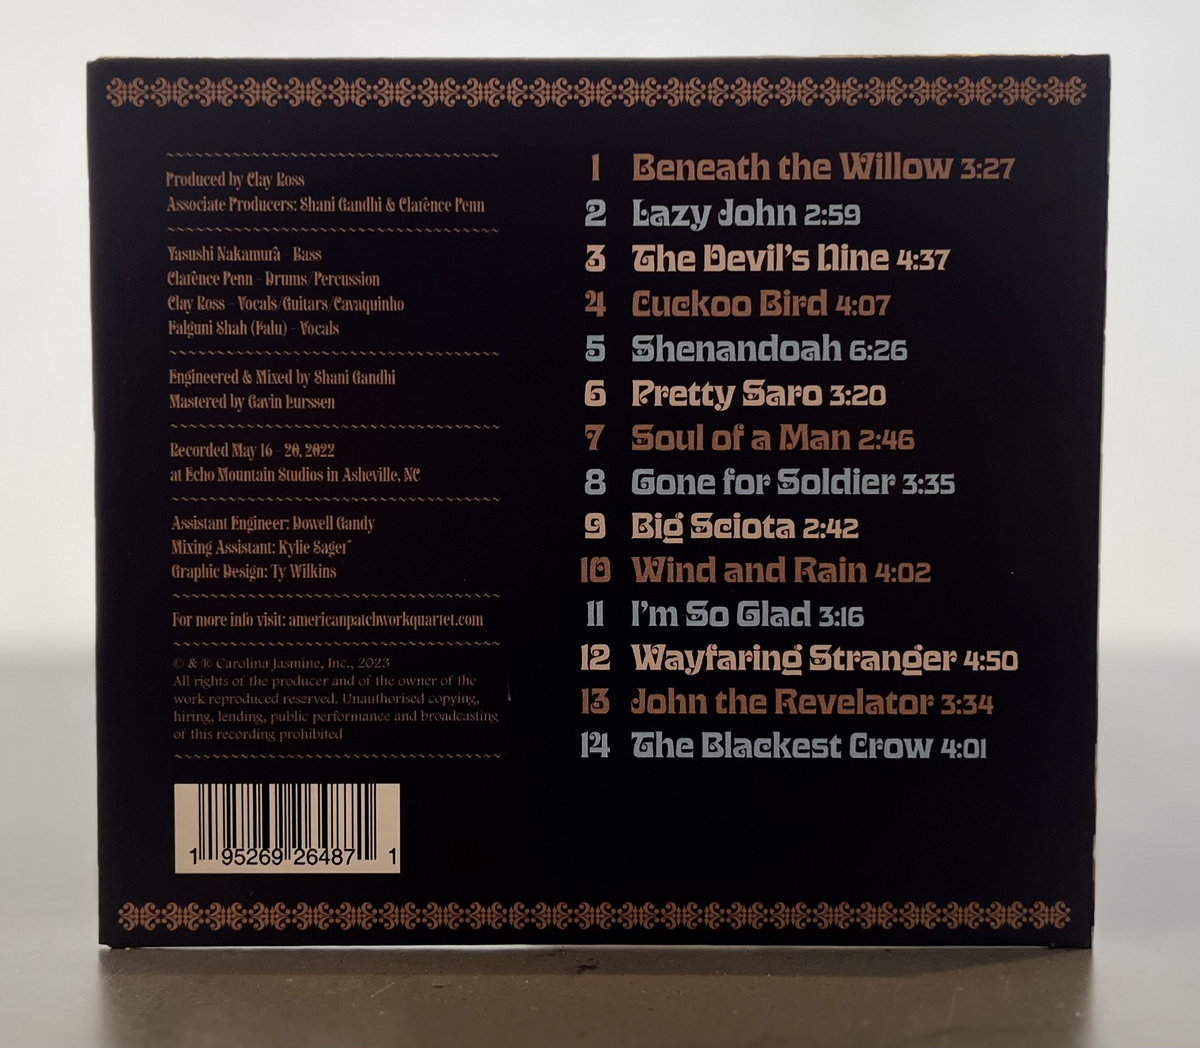 Produced by Clay Ross
Associate Producers: Shani Gandhi & Clarence Penn
Yasushi Nakamura - Bass
Clarence Penn - Drums/Percussion
Clay Ross - Vocals/Guitars/Cavaquinho
Falguni Shah (Falu) - Vocals
Engineered & Mixed by Shani Gandhi
Mastered by Gavin Lurssen
Recorded May 16 - 20, 2022
at Echo Mountain Studios in Asheville, NC
Assistant Engineer: Rowell Gandy
Mixing Assistant: Kylie Sager
Graphic Design: Ty Wilkins
For more info visit: americanpatchworkquartet.com
© & ® Carolina Jasmine, Inc., 2023
All rights of the producer and of the owner of the
work reproduced reserved. Unauthorised copying,
hiring, lending, public performance and broadcasting
of this recording prohibited
1 95269 26487 1
1 Beneath the Willow 3:27
2 Lazy John 2:59
3 The Devil's Nine 4:37
4 Cuckoo Bird 4:07
5 Shenandoah 6:26
6 Pretty Saro 3:20
7 Soul of a Man 2:46
8 Gone for Soldier 3:35
9 Big Sciota 2:42
10 Wind and Rain 4:02
11 I'm So Glad 3:16
12 Wayfaring Stranger 4:50
13 John the Revelator 3:34
14 The Blackest Crow 4:01